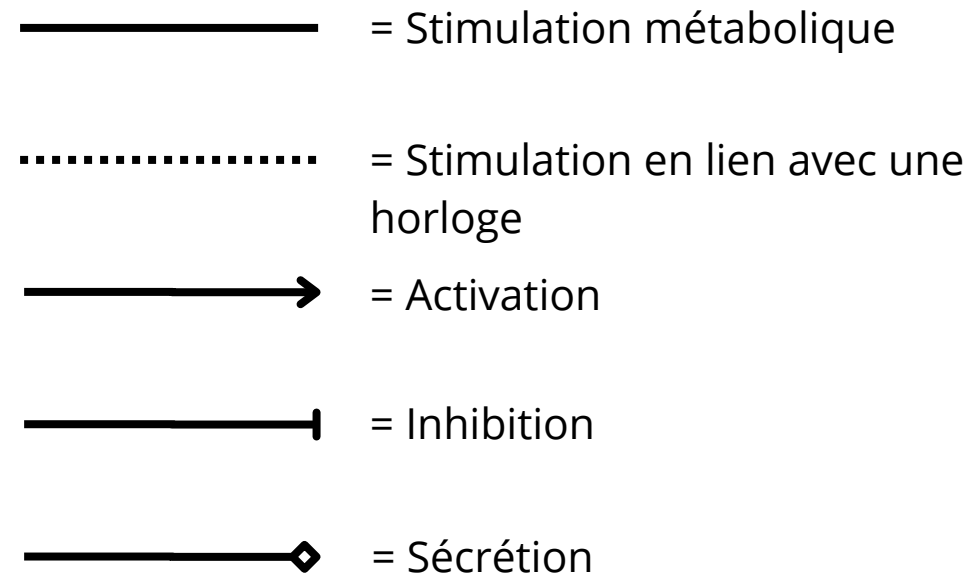 = Stimulation métabolique
= Stimulation en lien avec une
horloge
= Activation
= Inhibition
= Sécrétion